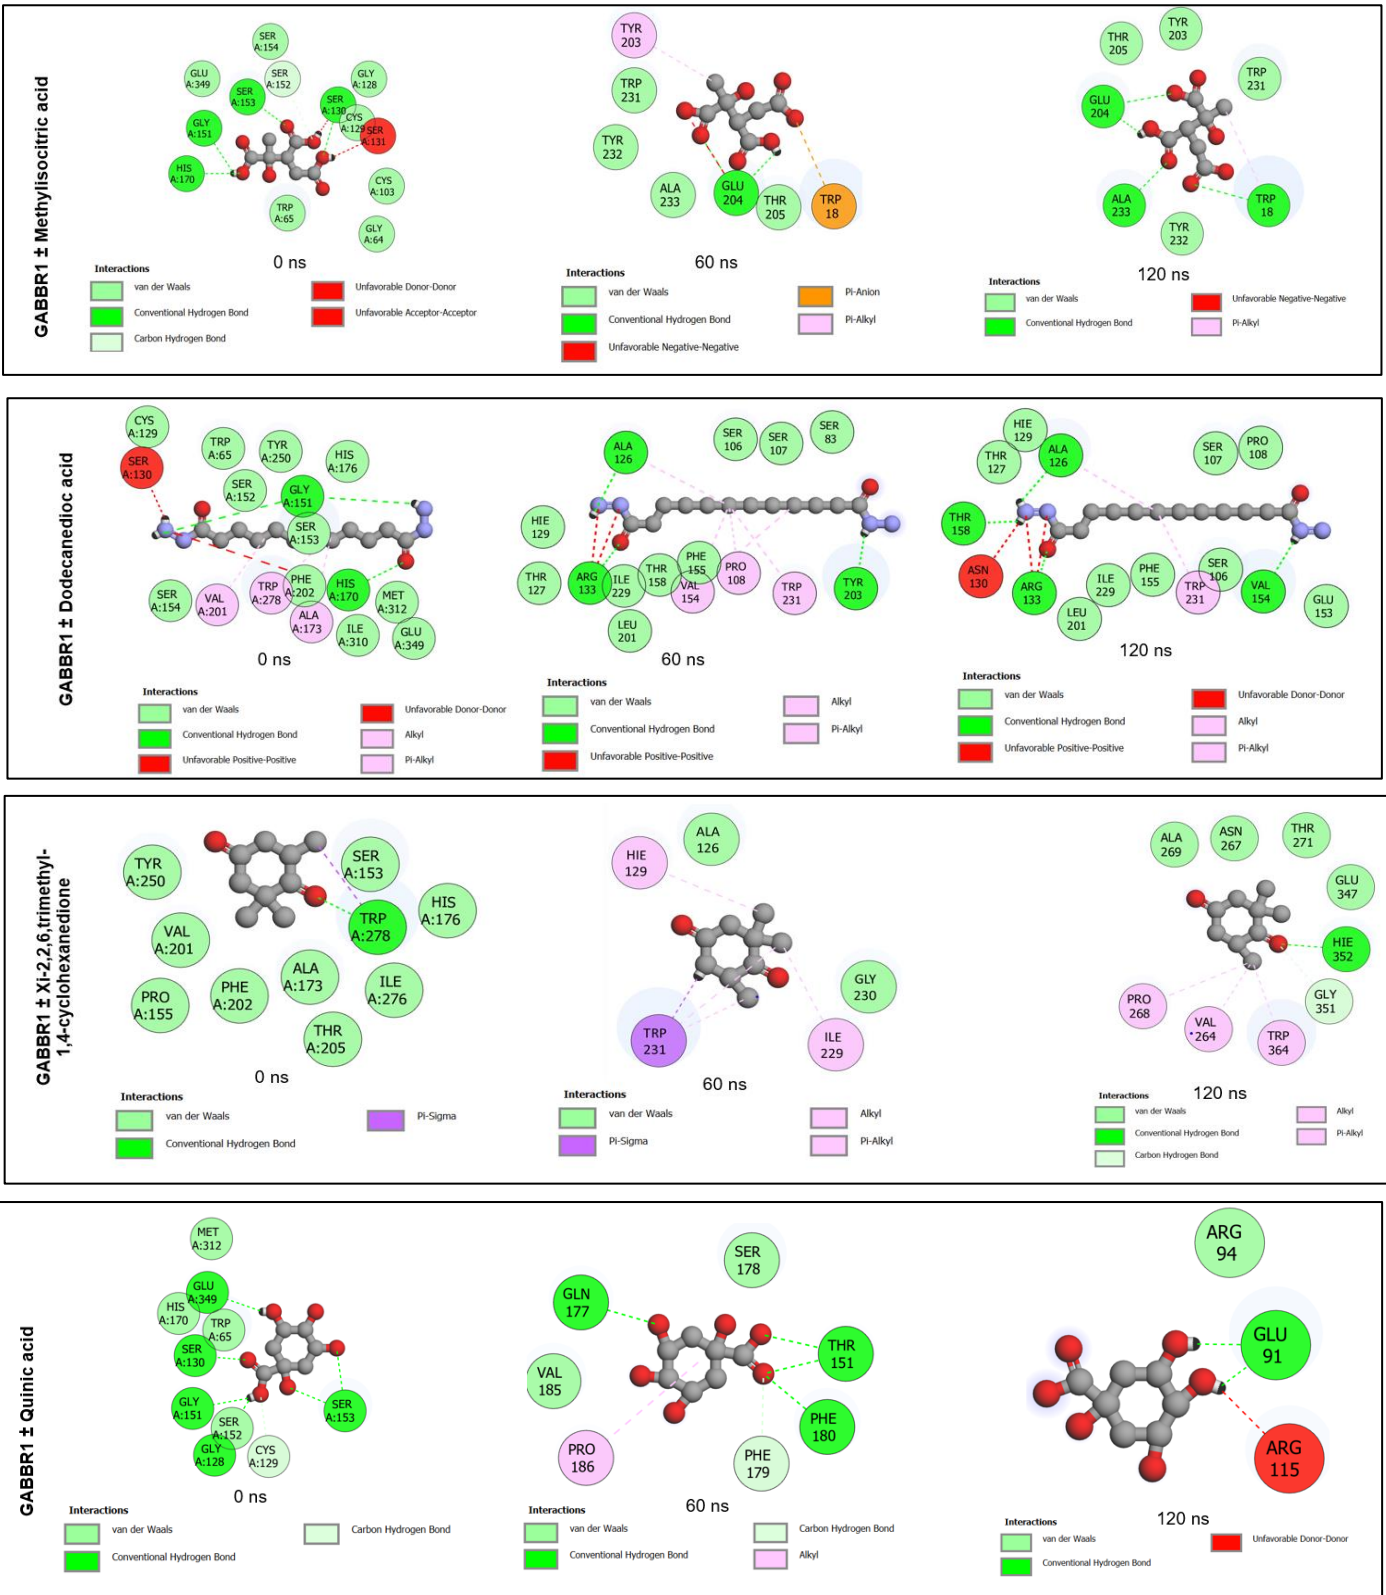 GABBR1 ± Methylisocitric acid
SER
A:154
GLU
A:349
SER
A:152
GLY
A:128
SER
A:153
SER
A:130
CYS
A:129
SER
A:131
GLY
A:151
HIS
A:170
CYS
A:103
TRP
A:65
GLY
A:64
0 ns
Interactions
van der Waals
Conventional Hydrogen Bond
Carbon Hydrogen Bond
Unfavorable Donor-Donor
Unfavorable Acceptor-Acceptor
TYR
203
TRP
231
TYR
232
ALA
233
GLU
204
THR
205
TRP
18
60 ns
Interactions
van der Waals
Conventional Hydrogen Bond
Unfavorable Negative-Negative
Pi-Anion
Pi-Alkyl
TYR
203
THR
205
TRP
231
GLU
204
ALA
233
TRP
18
TYR
232
120 ns
Interactions
van der Waals
Conventional Hydrogen Bond
Unfavorable Negative-Negative
Pi-Alkyl
GABBR1 ± Dodecanedioc acid
CYS
A:129
TRP
A:65
TYR
A:250
HIS
A:176
SER
A:130
SER
A:152
GLY
A:151
SER
A:153
SER
A:154
VAL
A:201
TRP
A:278
PHE
A:202
HIS
A:170
MET
A:312
ALA
A:173
ILE
A:310
GLU
A:349
0 ns
Interactions
van der Waals
Conventional Hydrogen Bond
Unfavorable Positive-Positive
Unfavorable Donor-Donor
Alkyl
Pi-Alkyl
ALA
126
SER
106
SER
107
SER
83
HIE
129
THR
127
ARG
133
ILE
229
THR
158
PHE
155
VAL
154
PRO
108
TRP
231
TYR
203
LEU
201
60 ns
Interactions
van der Waals
Conventional Hydrogen Bond
Unfavorable Positive-Positive
Alkyl
Pi-Alkyl
HIE
129
THR
127
ALA
126
SER
107
PRO
108
THR
158
ASN
130
ARG
133
ILE
229
LEU
201
PHE
155
TRP
231
SER
106
VAL
154
GLU
153
120 ns
Interactions
van der Waals
Conventional Hydrogen Bond
Unfavorable Positive-Positive
Unfavorable Donor-Donor
Alkyl
Pi-Alkyl
GABBR1 ± Xi-2,2,6,trimethyl-
1,4-cyclohexanedione
TYR
A:250
SER
A:153
HIS
A:176
TRP
A:278
VAL
A:201
ALA
A:173
ILE
A:276
PHE
A:202
PRO
A:155
THR
A:205
0 ns
Interactions
van der Waals
Conventional Hydrogen Bond
Pi-Sigma
ALA
126
HIE
129
GLY
230
TRP
231
ILE
229
60 ns
Interactions
van der Waals
Pi-Sigma
Alkyl
Pi-Alkyl
ALA
269
ASN
267
THR
271
GLU
347
HIE
352
GLY
351
PRO
268
VAL
264
TRP
364
120 ns
Interactions
van der Waals
Conventional Hydrogen Bond
Carbon Hydrogen Bond
Alkyl
Pi-Alkyl
GABBR1 ± Quinic acid
MET
A:312
GLU
A:349
HIS
A:170
TRP
A:65
SER
A:130
GLY
A:151
SER
A:152
SER
A:153
GLY
A:128
CYS
A:129
0 ns
Interactions
van der Waals
Conventional Hydrogen Bond
Carbon Hydrogen Bond
SER
178
GLN
177
THR
151
VAL
185
PHE
180
PRO
186
PHE
179
60 ns
Interactions
van der Waals
Conventional Hydrogen Bond
Carbon Hydrogen Bond
Alkyl
ARG
94
GLU
91
ARG
115
120 ns
Interactions
van der Waals
Conventional Hydrogen Bond
Unfavorable Donor-Donor